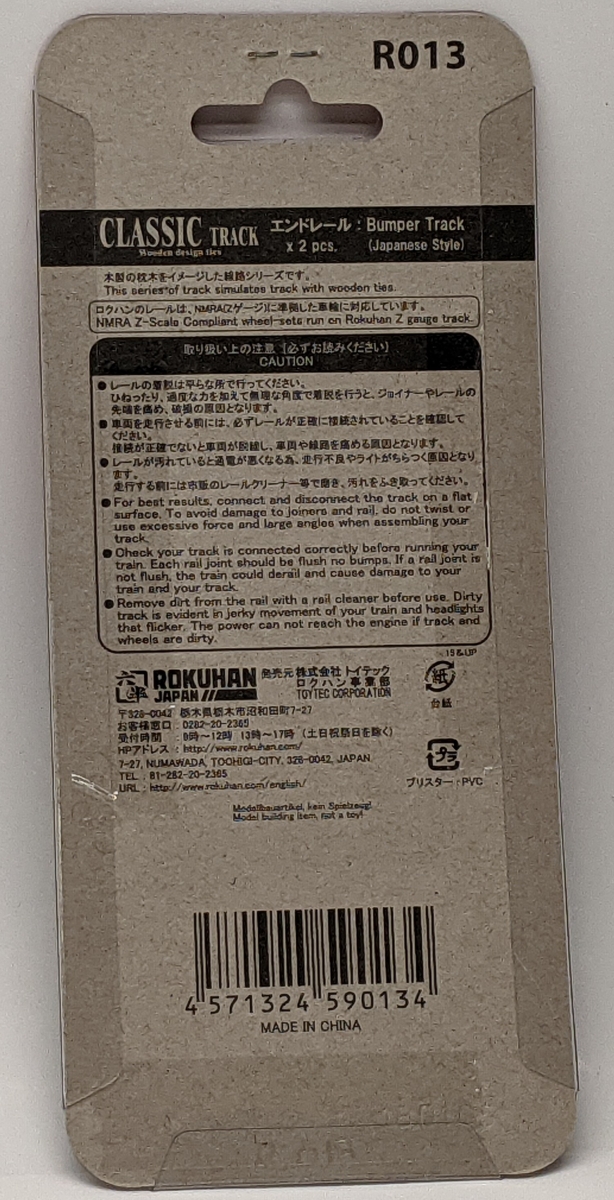 R013
CLASSIC TRACK
Wooden design ties
エンドレール : Bumper Track
x 2 pcs. (Japanese Style)
木製の枕木をイメージした線路シリーズです。
This series of track simulates track with wooden ties.
ロクハンのレールは、NMRA(Zゲージ)に準拠した車輪に対応しています。
NMRA Z-Scale Compliant wheel-sets run on Rokuhan Z gauge track.
取り扱い上の注意 [必ずお読みください]
CAUTION
● レールの着脱は平らな所で行ってください。
ひねったり、過度な力を加えて無理な角度で着脱を行うと、ジョイナーやレールの
先端を痛め、破損の原因となります。
● 車両を走行させる前には、必ずレールが正確に接続されていることを確認して
ください。
接続が正確でないと車両が脱線し、車両や線路を痛める原因となります。
● レールが汚れていると通電が悪くなる為、走行不良やライトがちらつく原因となり
ます。
走行する前には市販のレールクリーナー等で磨き、汚れをふき取ってください。
● For best results, connect and disconnect the track on a flat
surface. To avoid damage to joiners and rail, do not twist or
use excessive force and large angles when assembling your
track.
● Check your track is connected correctly before running your
train. Each rail joint should be flush no bumps. If a rail joint is
not flush, the train could derail and cause damage to your
train and your track.
● Remove dirt from the rail with a rail cleaner before use. Dirty
track is evident in jerky movement of your train and headlights
that flicker. The power can not reach the engine if track and
wheels are dirty.
15&UP
六半 ROKUHAN
JAPAN
発売元 株式会社 トイテック
ロクハン事業部
TOYTEC CORPORATION
紙
台紙
〒328-0042 栃木県栃木市沼和田町7-27
お客様窓口 : 0282-20-2365
受付時間 : 9時〜12時 13時〜17時 (土日祝祭日を除く)
HPアドレス : http://www.rokuhan.com/
7-27, NUMAWADA, TOCHIGI-CITY, 328-0042, JAPAN
TEL : 81-282-20-2365
URL : http://www.rokuhan.com/english/
プラ
ブリスター : PVC
Modellbauartikel, kein Spielzeug!
Model building item, not a toy!
4 571324 590134
MADE IN CHINA